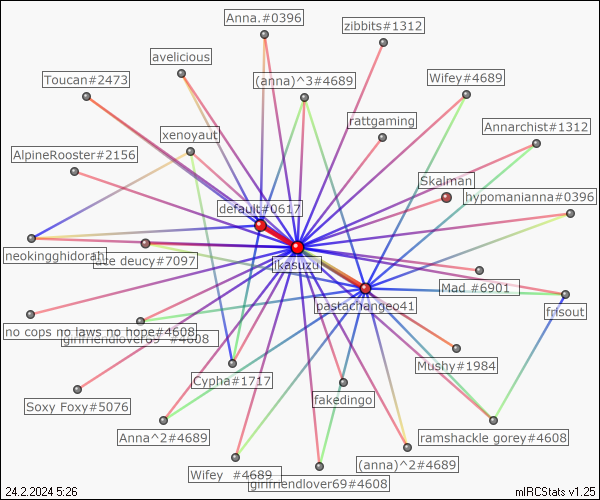 Anna.#0396
zibbits#1312
avelicious
Toucan#2473
(anna)^3#4689
Wifey#4689
rattgaming
Annarchist#1312
xenoyaut
AlpineRooster#2156
Skalman
hypomanianna#0396
default#0617
neokingghidorah
deucy#7097
ikasuzu
Mad #6901
frisout
pastachangeo41
no cops no laws no hope#4608
girlfriendlover69 #4608
Mushy#1984
Cypha#1717
fakedingo
Soxy Foxy#5076
Anna^2#4689
ramshackle gorey#4608
Wifey #4689
(anna)^2#4689
girlfriendlover69#4608
24.2.2024 5:26
mIRCStats v1.25